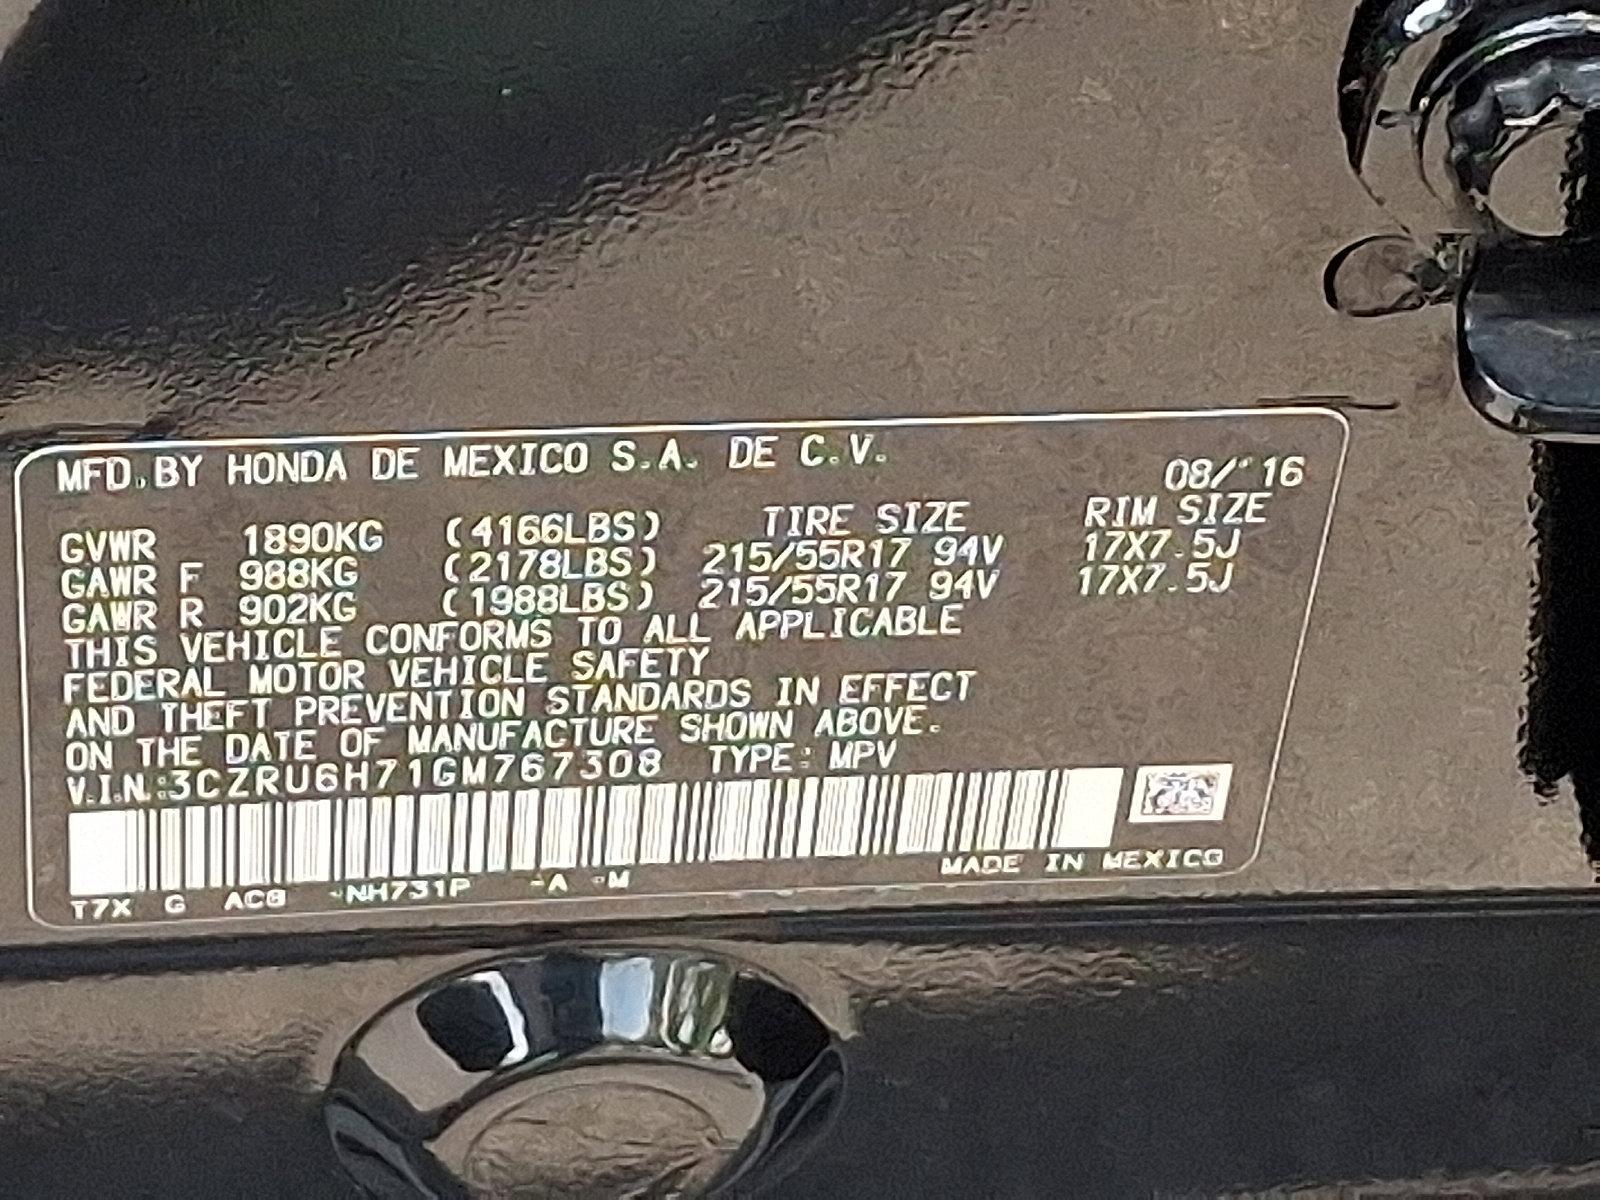 MFD. BY HONDA DE MEXICO S.A. DE C.V. 08/ 16
TIRE SIZE RIM SIZE
GVWR 1890KG (4166LBS)
GAWR F 988KG (2178LBS) 215/55R17 94V 17X7.5J
GAWR R 902KG (1988LBS) 215/55R17 94V 17X7.5J
THIS VEHICLE CONFORMS TO ALL APPLICABLE
FEDERAL MOTOR VEHICLE SAFETY
AND THEFT PREVENTION STANDARDS IN EFFECT
ON THE DATE OF MANUFACTURE SHOWN ABOVE.
V.I.N.:3CZRU6H71GM767308 TYPE: MPV
MADE IN MEXICO
T7X G AC8 -NH731P -A -M